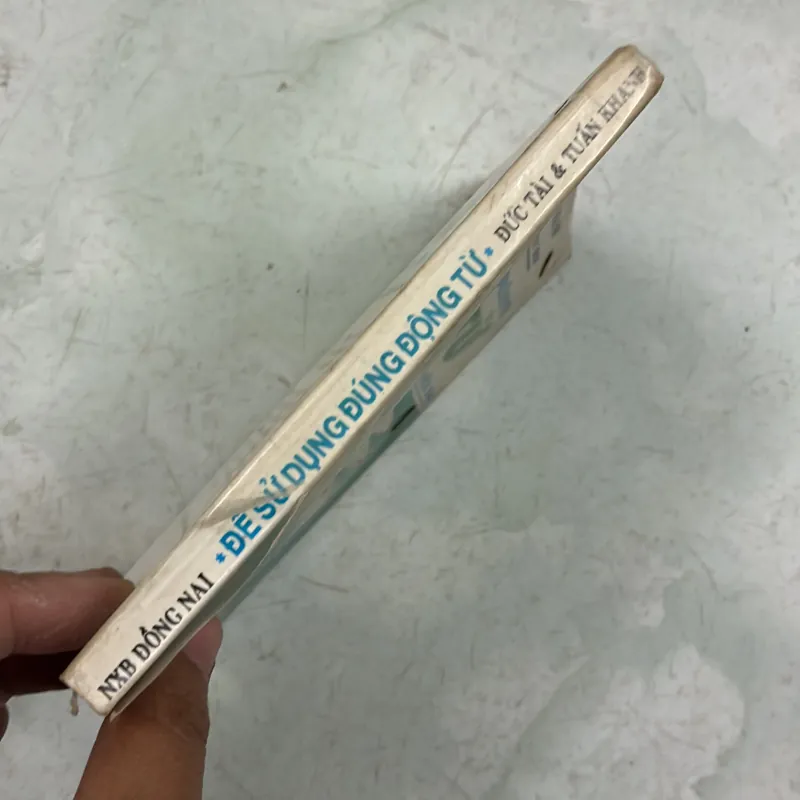 NXB ĐỒNG NAI * ĐỂ SỬ DỤNG ĐÚNG ĐỘNG TỪ * ĐỨC TÀI & TUẤN KHANH